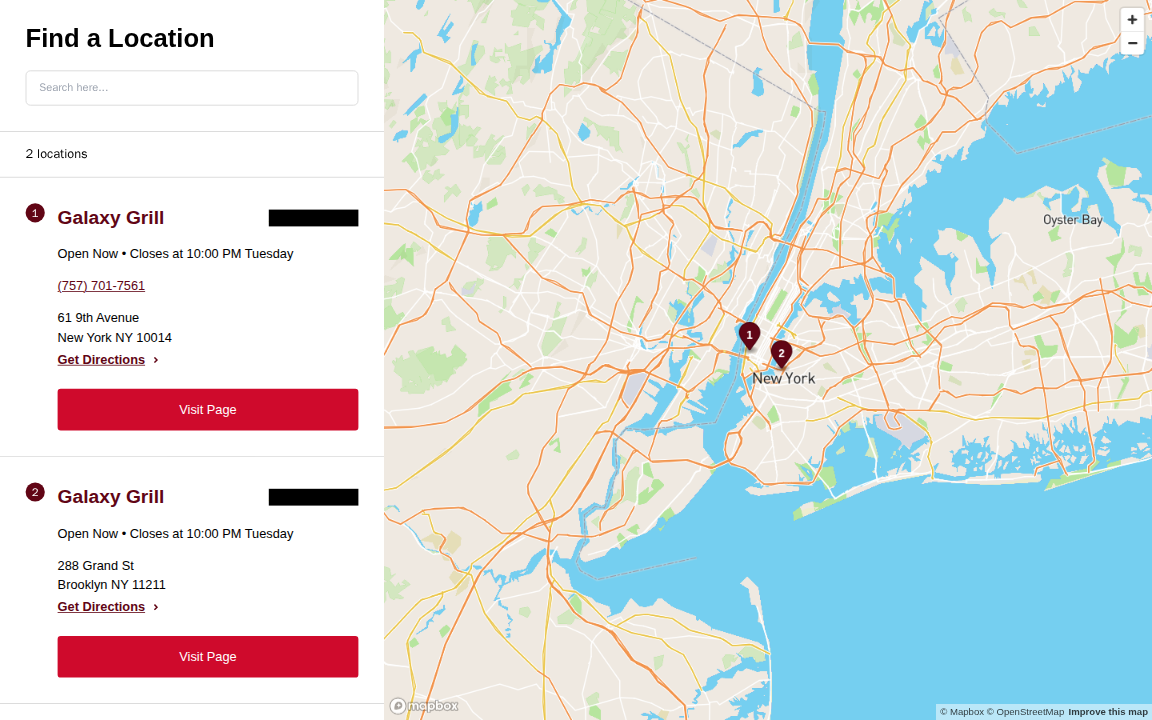 Find a Location
Search here...
2 locations
1
Galaxy Grill
Open Now • Closes at 10:00 PM Tuesday
(757) 701-7561
61 9th Avenue
New York NY 10014
Get Directions
Visit Page
2
Galaxy Grill
Open Now • Closes at 10:00 PM Tuesday
288 Grand St
Brooklyn NY 11211
Get Directions
Visit Page
+
−
Oyster Bay
1
2
New York
mapbox
© Mapbox © OpenStreetMap Improve this map